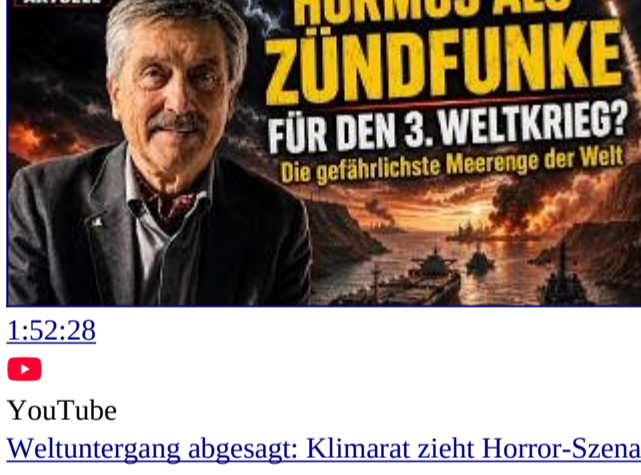 HORMUS ALS
ZÜNDFUNKE
FÜR DEN 3. WELTKRIEG?
Die gefährlichste Meerenge der Welt
1:52:28
YouTube
Weltuntergang abgesagt: Klimarat zieht Horror-Szena